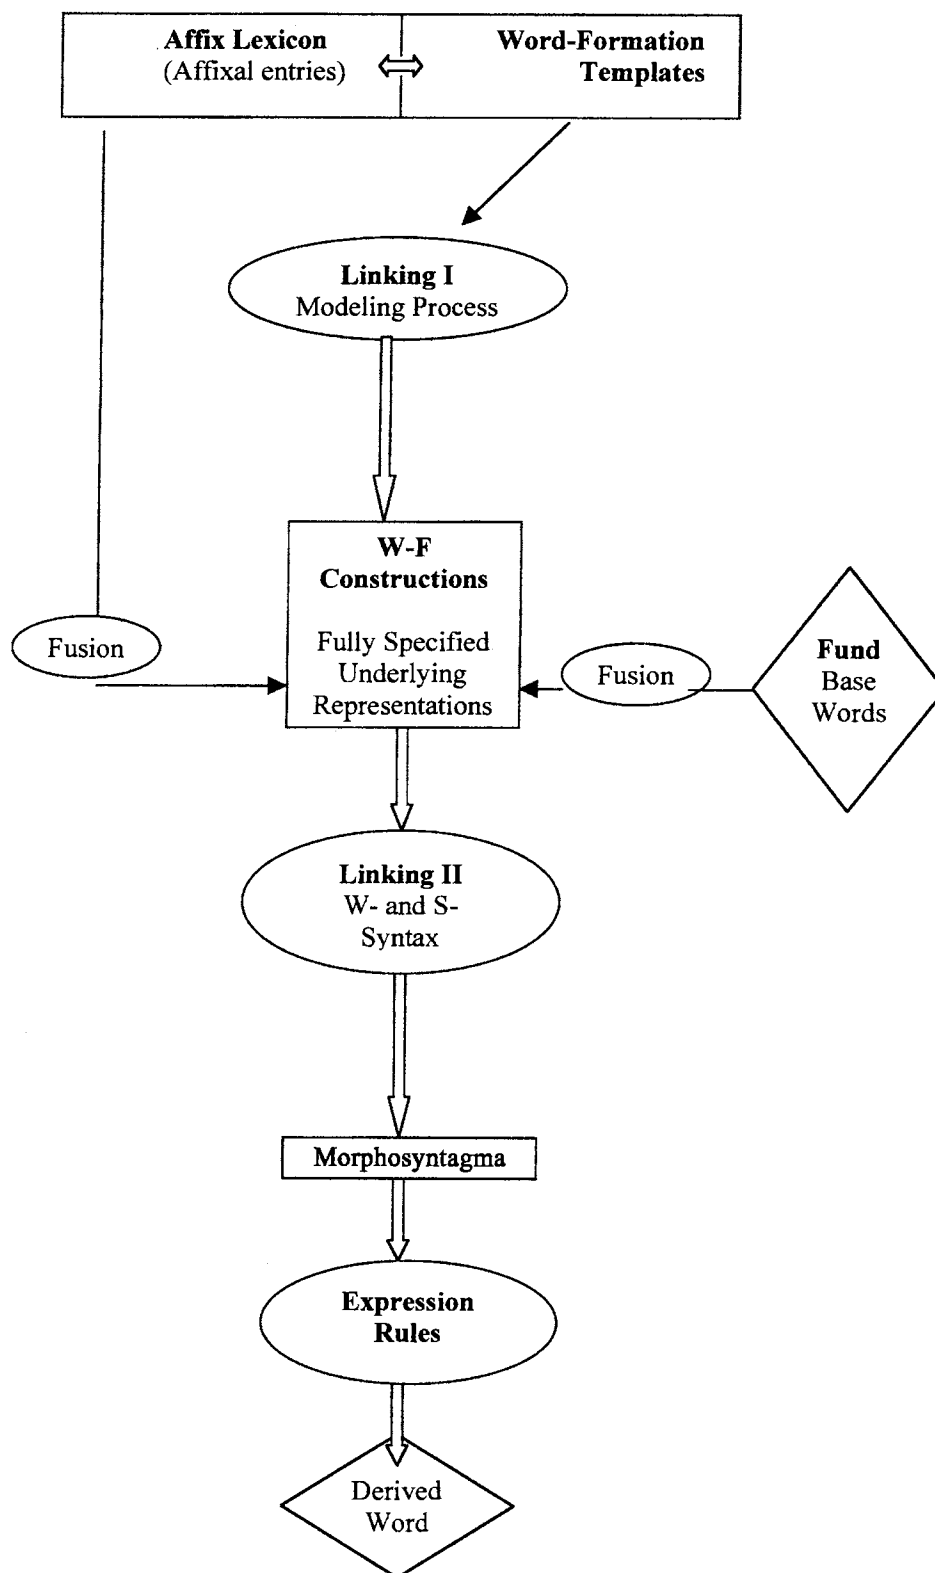 Affix Lexicon
(Affixal entries)
Word-Formation
Templates
Linking I
Modeling Process
W-F
Constructions
Fully Specified
Underlying
Representations
Fusion
Fusion
Fund
Base
Words
Linking II
W- and S-
Syntax
Morphosyntagma
Expression
Rules
Derived
Word